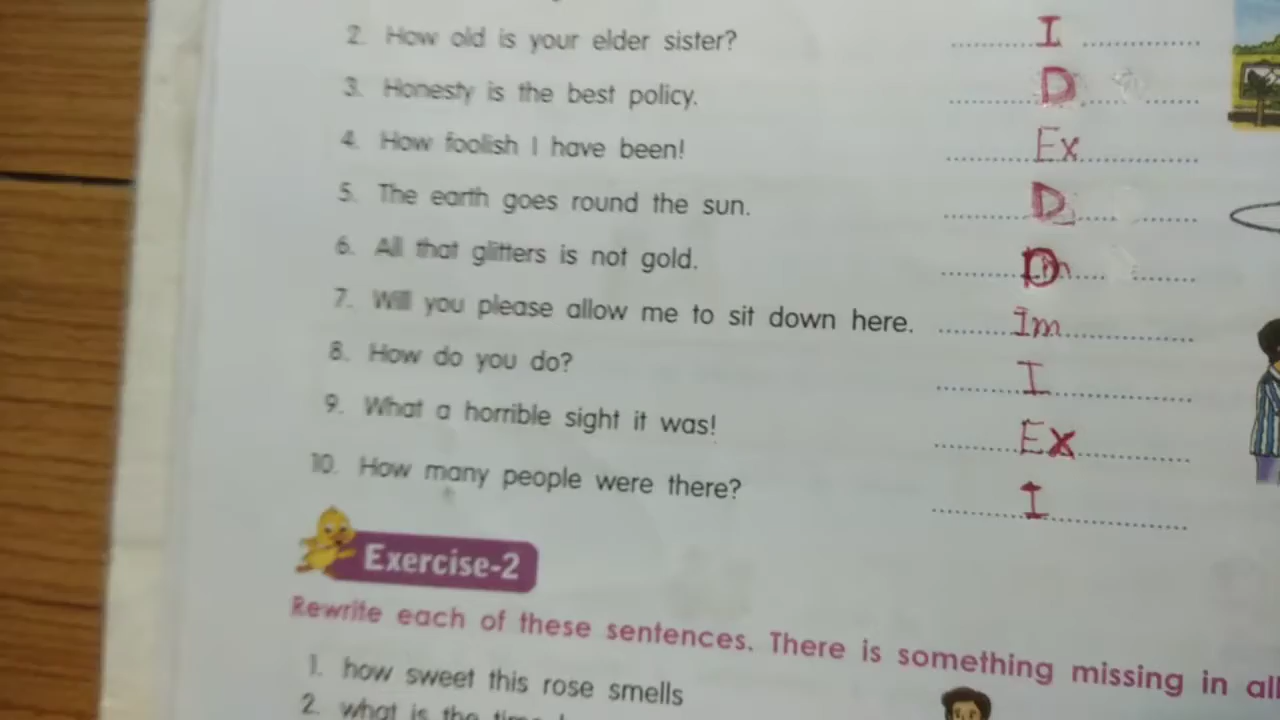 2. How old is your elder sister? I
3. Honesty is the best policy. D
4. How foolish I have been! Ex
5. The earth goes round the sun. D
6. All that glitters is not gold. D
7. Will you please allow me to sit down here. Im
8. How do you do? I
9. What a horrible sight it was! Ex
10. How many people were there? I
Exercise-2
Rewrite each of these sentences. There is something missing in all
1. how sweet this rose smells
2. what is the time